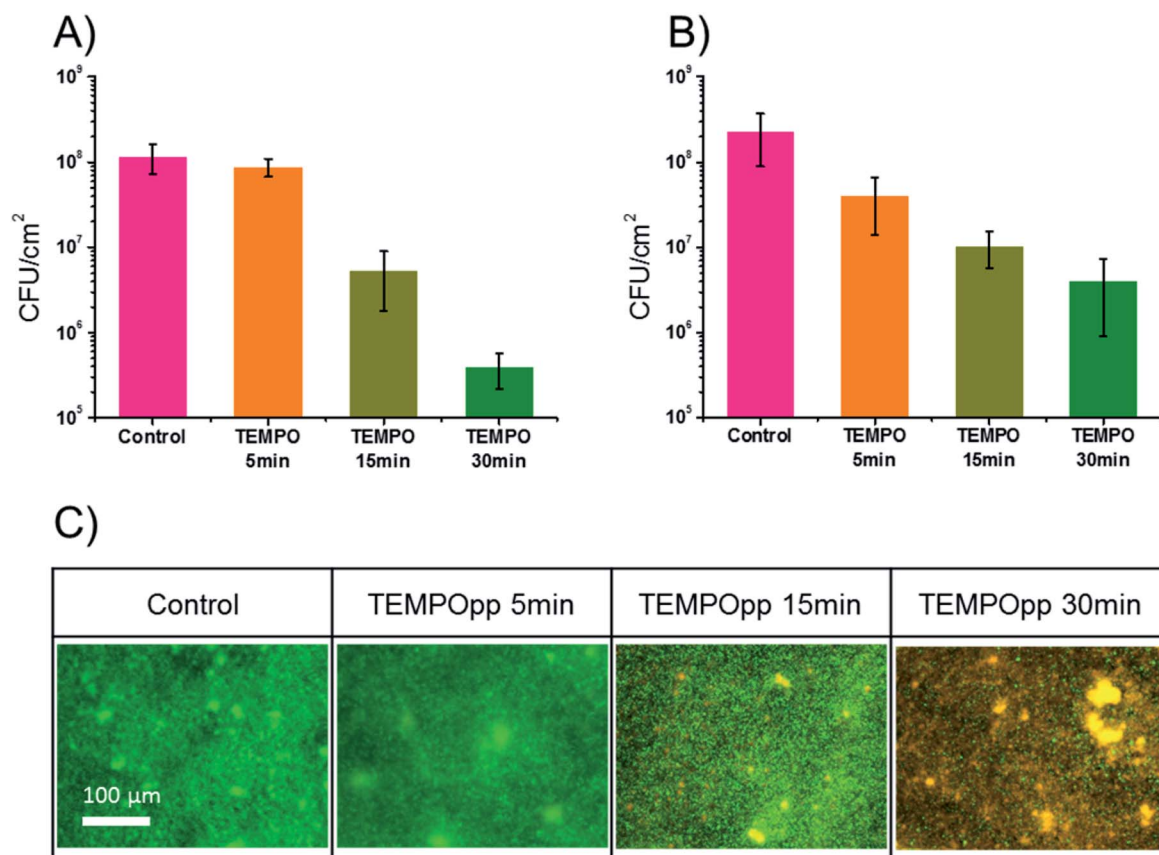 A)
10⁹
10⁸
10⁷
10⁶
10⁵
CFU/cm²
Control
TEMPO 5min
TEMPO 15min
TEMPO 30min
B)
10⁹
10⁸
10⁷
10⁶
10⁵
CFU/cm²
Control
TEMPO 5min
TEMPO 15min
TEMPO 30min
C)
Control
TEMPOpp 5min
TEMPOpp 15min
TEMPOpp 30min
100 µm